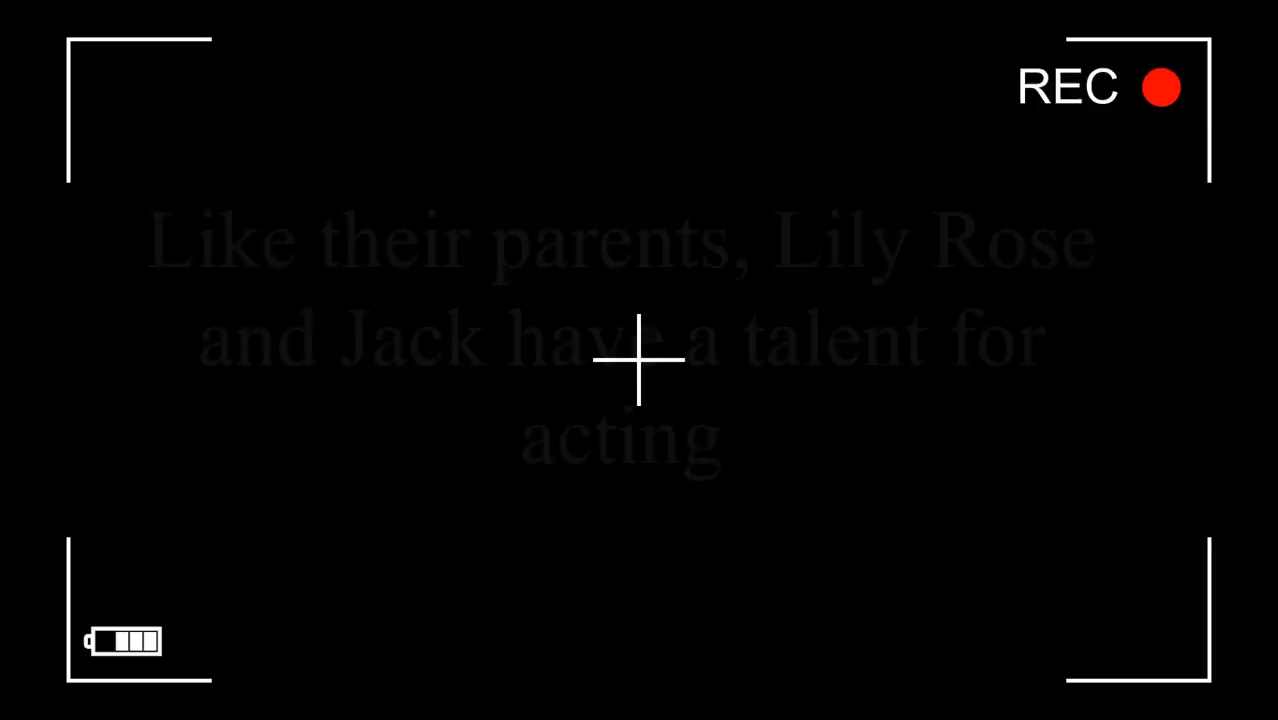 REC
Like their parents, Lily Rose
and Jack have a talent for
acting